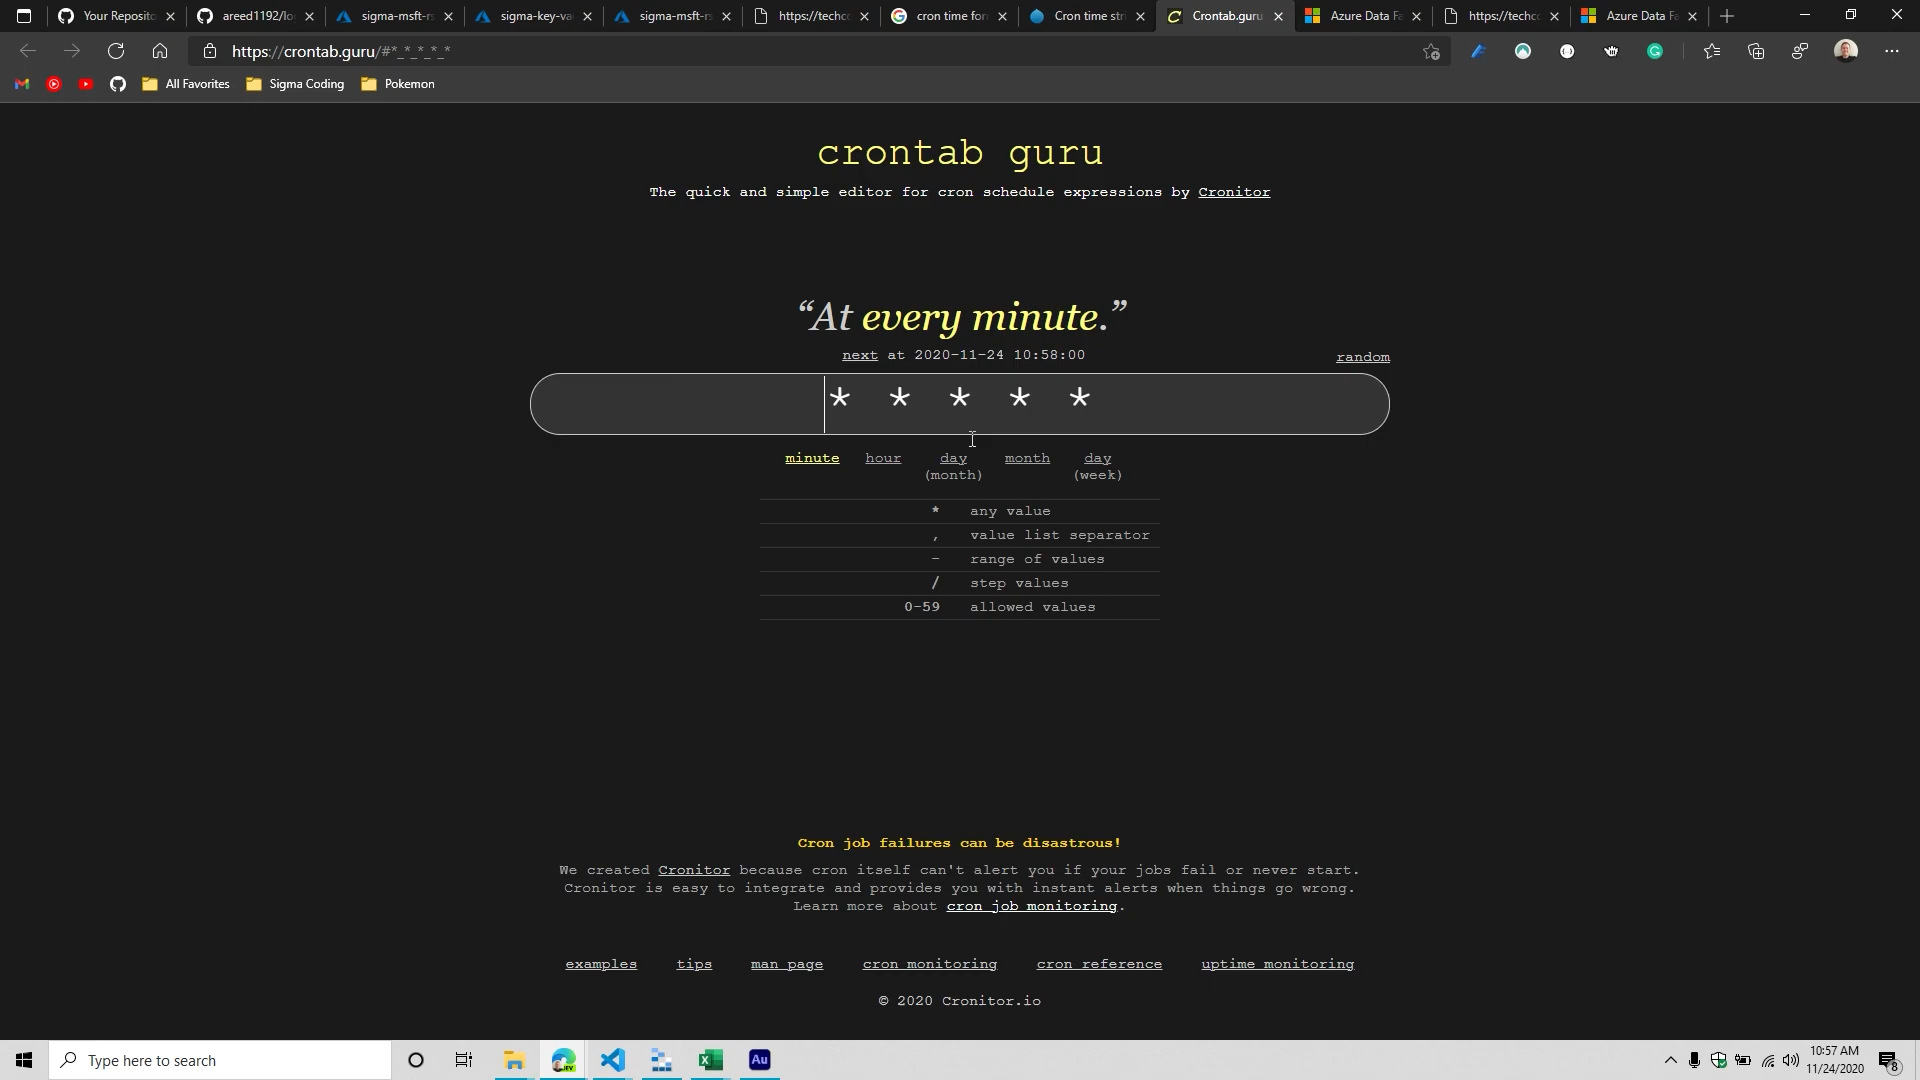 Your Reposito
areed1192/lo
sigma-msft-rs
sigma-key-va
sigma-msft-rs
https://techco
cron time for
Cron time stri
Crontab.guru
Azure Data Fa
https://techco
Azure Data Fa
https://crontab.guru/#*_*_*_*_*
All Favorites
Sigma Coding
Pokemon
crontab guru
The quick and simple editor for cron schedule expressions by Cronitor
“At every minute.”
next at 2020-11-24 10:58:00
random
* * * * *
minute hour day (month) month day (week)
* any value
, value list separator
- range of values
/ step values
0-59 allowed values
Cron job failures can be disastrous!
We created Cronitor because cron itself can't alert you if your jobs fail or never start.
Cronitor is easy to integrate and provides you with instant alerts when things go wrong.
Learn more about cron job monitoring.
examples tips man page cron monitoring cron reference uptime monitoring
© 2020 Cronitor.io
Type here to search
Au
10:57 AM
11/24/2020
8